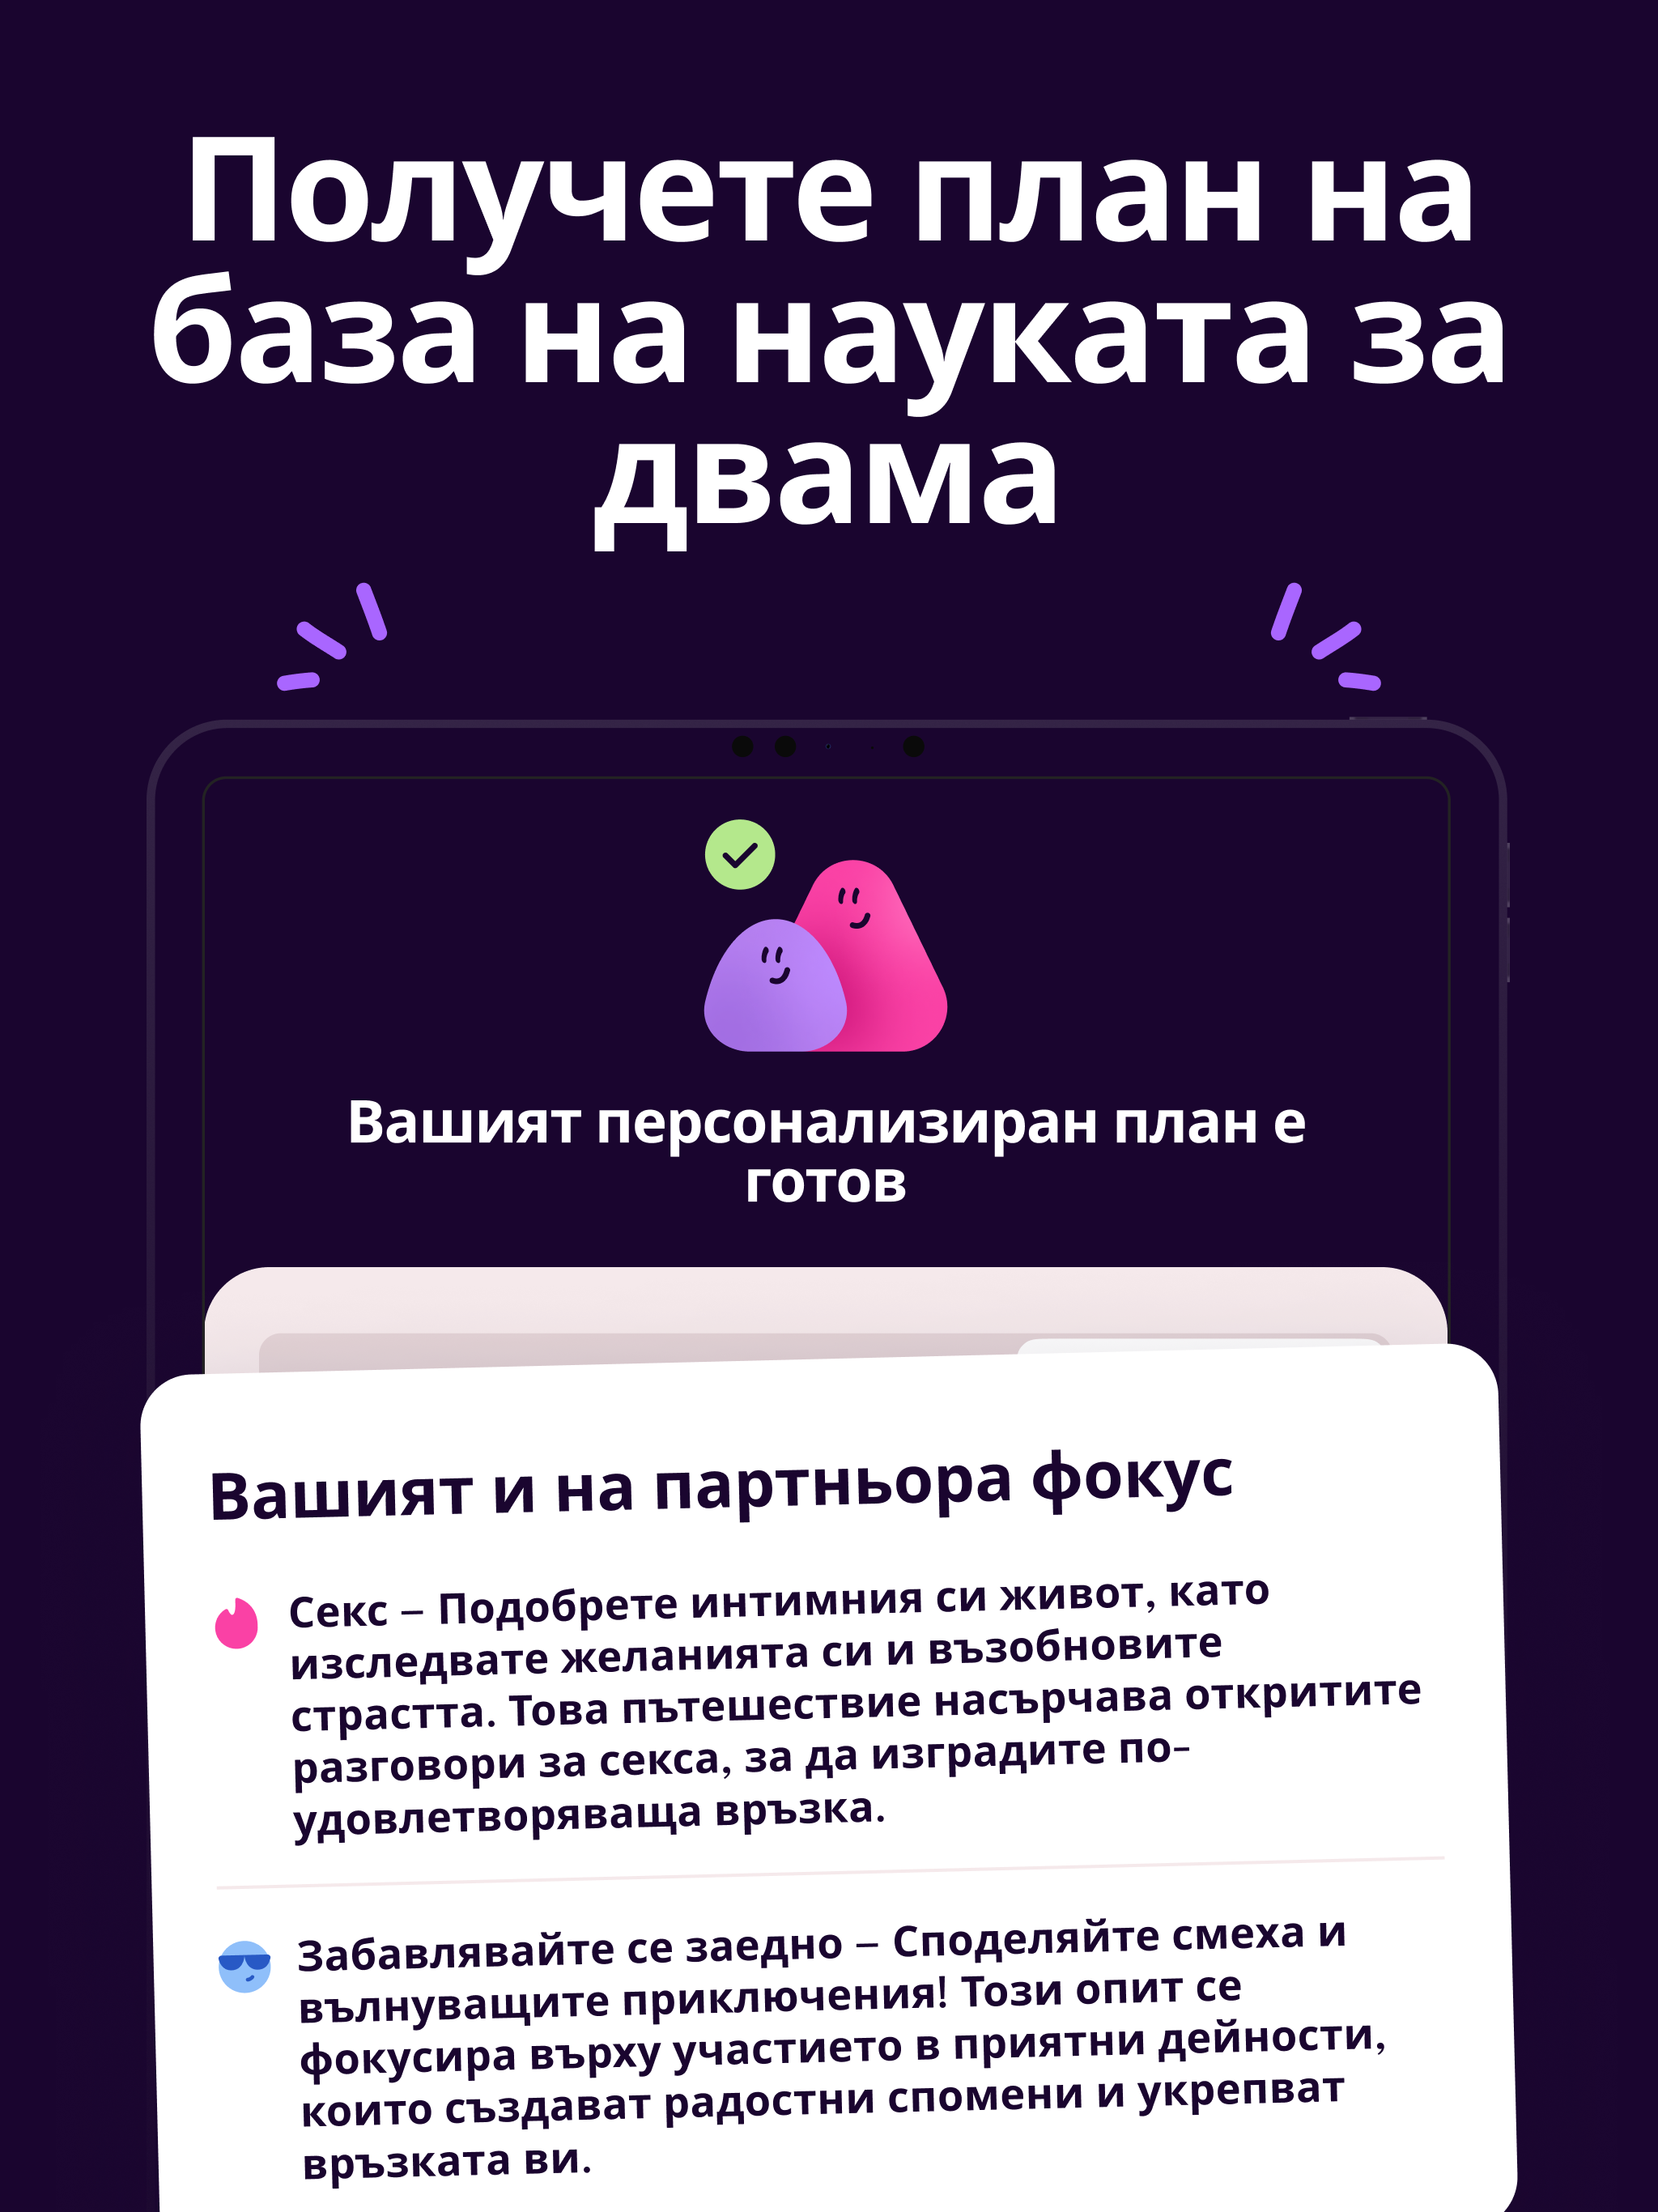 Получете план на
база на науката за
двама
Вашият персонализиран план е
готов
Вашият и на партньора фокус
Секс – Подобрете интимния си живот, като
изследвате желанията си и възобновите
страстта. Това пътешествие насърчава откритите
разговори за секса, за да изградите по-
удовлетворяваща връзка.
Забавлявайте се заедно – Споделяйте смеха и
вълнуващите приключения! Този опит се
фокусира върху участието в приятни дейности,
които създават радостни спомени и укрепват
връзката ви.